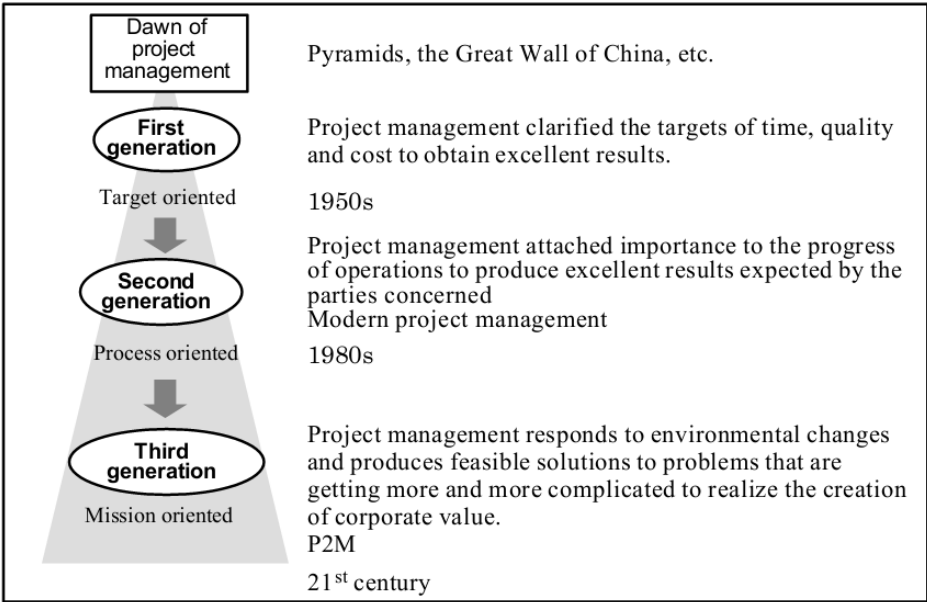 Dawn of
project
management
Pyramids, the Great Wall of China, etc.
First
generation
Project management clarified the targets of time, quality
and cost to obtain excellent results.
Target oriented
1950s
Second
generation
Project management attached importance to the progress
of operations to produce excellent results expected by the
parties concerned
Modern project management
Process oriented
1980s
Third
generation
Project management responds to environmental changes
and produces feasible solutions to problems that are
getting more and more complicated to realize the creation
of corporate value.
Mission oriented
P2M
21st century